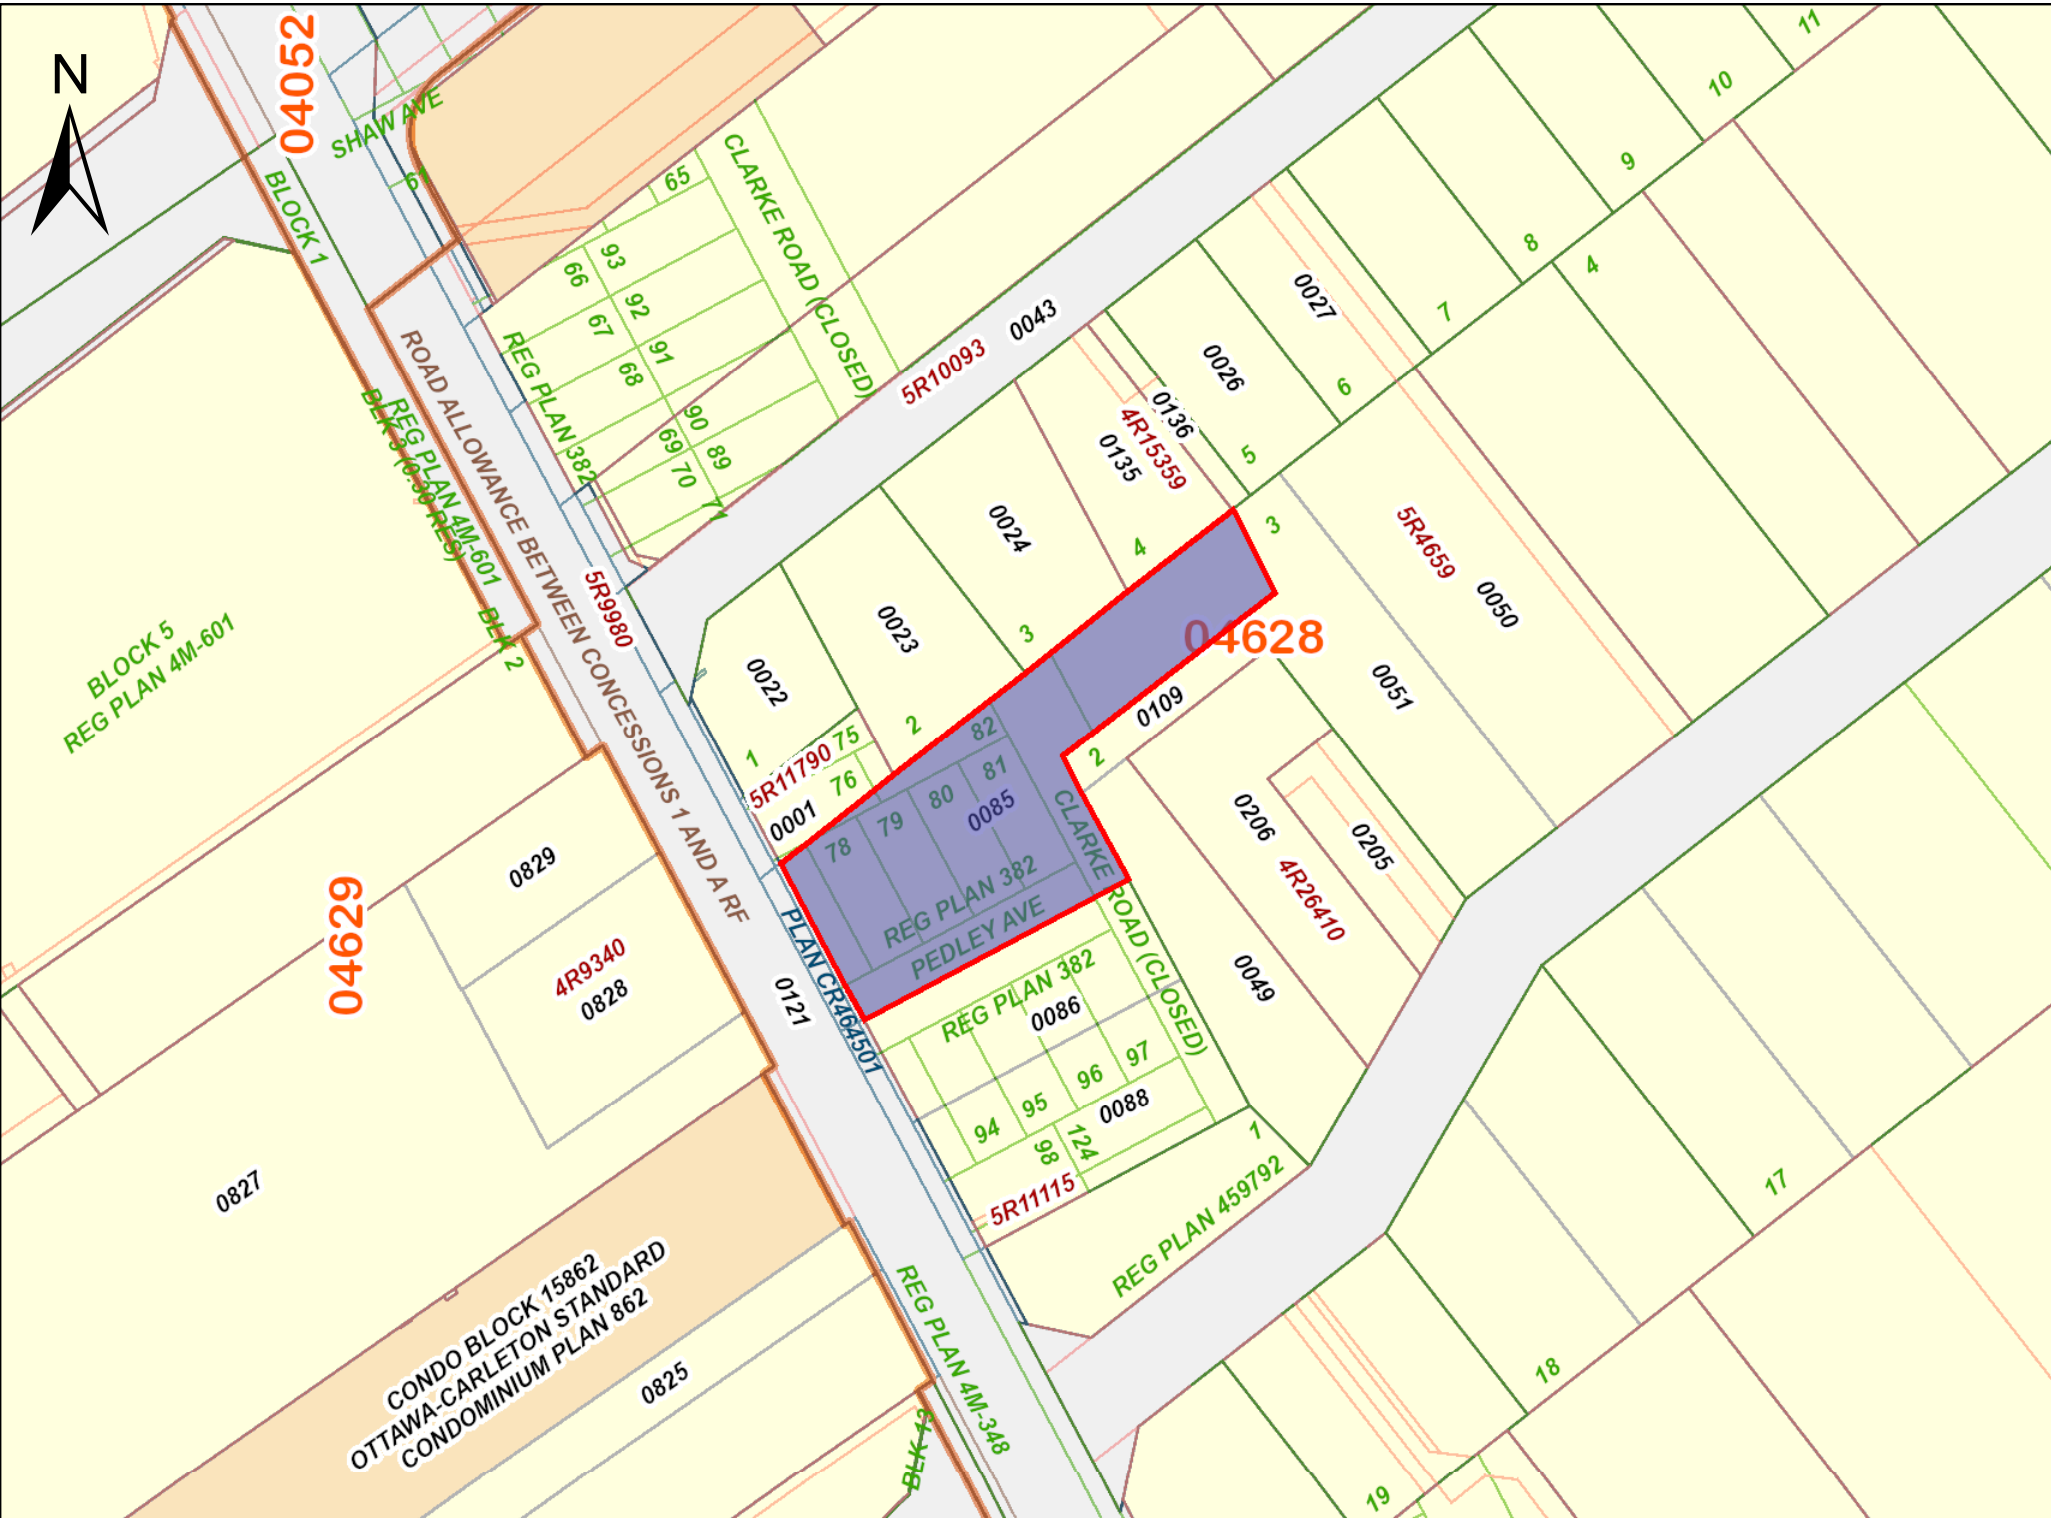 N
04052
SHAW AVE
61
BLOCK 1
65
CLARKE ROAD (CLOSED)
66
93
67
92
68
91
69
90
70
89
71
REG PLAN 382
11
10
9
8
4
7
6
5
0027
0043
5R10093
0026
0136
4R15359
0135
0024
4
3
3
0023
2
0022
1
75
5R11790
76
0001
5R4659
0050
0051
04628
0109
2
ROAD ALLOWANCE BETWEEN CONCESSIONS 1 AND A RF
REG PLAN 4M-601
BLK 3 (0.30 RES)
BLK 2
5R9980
BLOCK 5
REG PLAN 4M-601
82
81
80
79
78
0085
REG PLAN 382
PEDLEY AVE
CLARKE ROAD (CLOSED)
0206
0205
4R26410
0049
0829
4R9340
0828
04629
0121
PLAN CR464501
REG PLAN 382
0086
97
96
95
94
0088
98
124
1
5R11115
REG PLAN 459792
17
18
19
0827
CONDO BLOCK 15862
OTTAWA-CARLETON STANDARD
CONDOMINIUM PLAN 862
0825
REG PLAN 4M-348
BLK 13